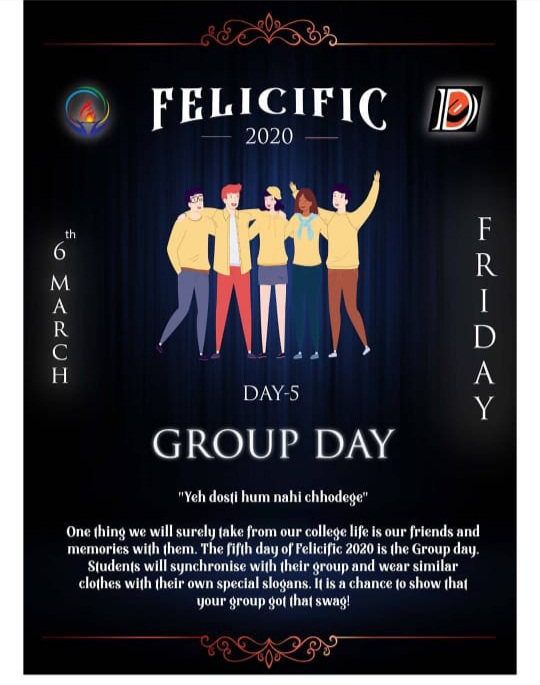 FELICIFIC
2020
6th MARCH
FRIDAY
DAY-5
GROUP DAY
"Yeh dosti hum nahi chhodege"
One thing we will surely take from our college life is our friends and
memories with them. The fifth day of Felicific 2020 is the Group day.
Students will synchronise with their group and wear similar
clothes with their own special slogans. It is a chance to show that
your group got that swag!